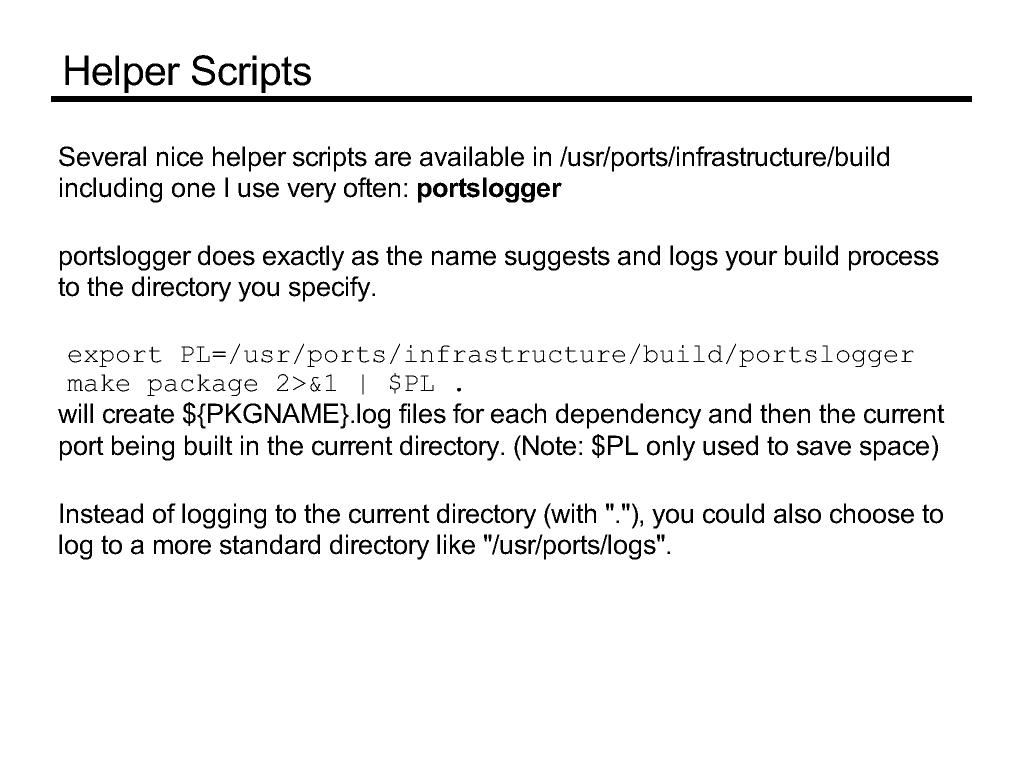 Helper Scripts
Several nice helper scripts are available in /usr/ports/infrastructure/build
including one I use very often: portslogger
portslogger does exactly as the name suggests and logs your build process
to the directory you specify.
export PL=/usr/ports/infrastructure/build/portslogger
make package 2>&1 | $PL .
will create ${PKGNAME}.log files for each dependency and then the current
port being built in the current directory. (Note: $PL only used to save space)
Instead of logging to the current directory (with "."), you could also choose to
log to a more standard directory like "/usr/ports/logs".